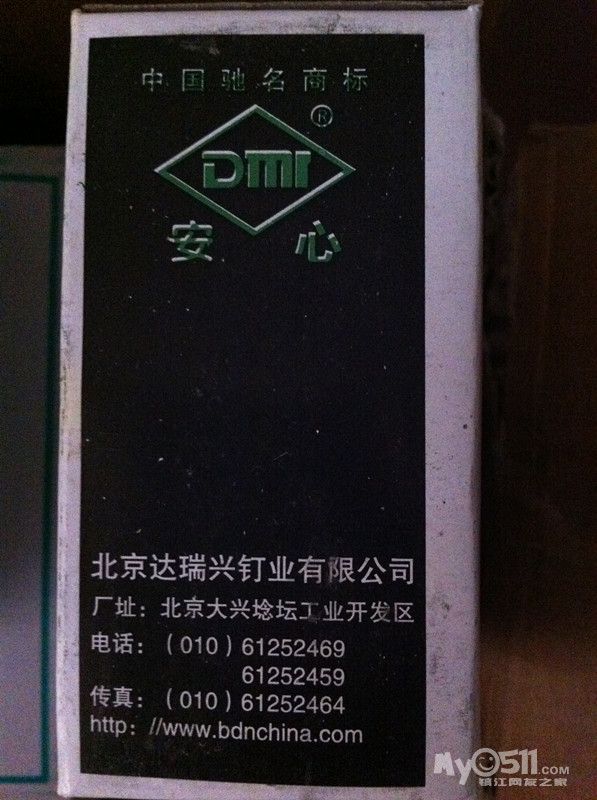 中国驰名商标
®
DMI
安心
北京达瑞兴钉业有限公司
厂址：北京大兴埝坛工业开发区
电话：（010）61252469
61252459
传真：（010）61252464
http：//www.bdnchina.com
My0511.COM
镇江网友之家